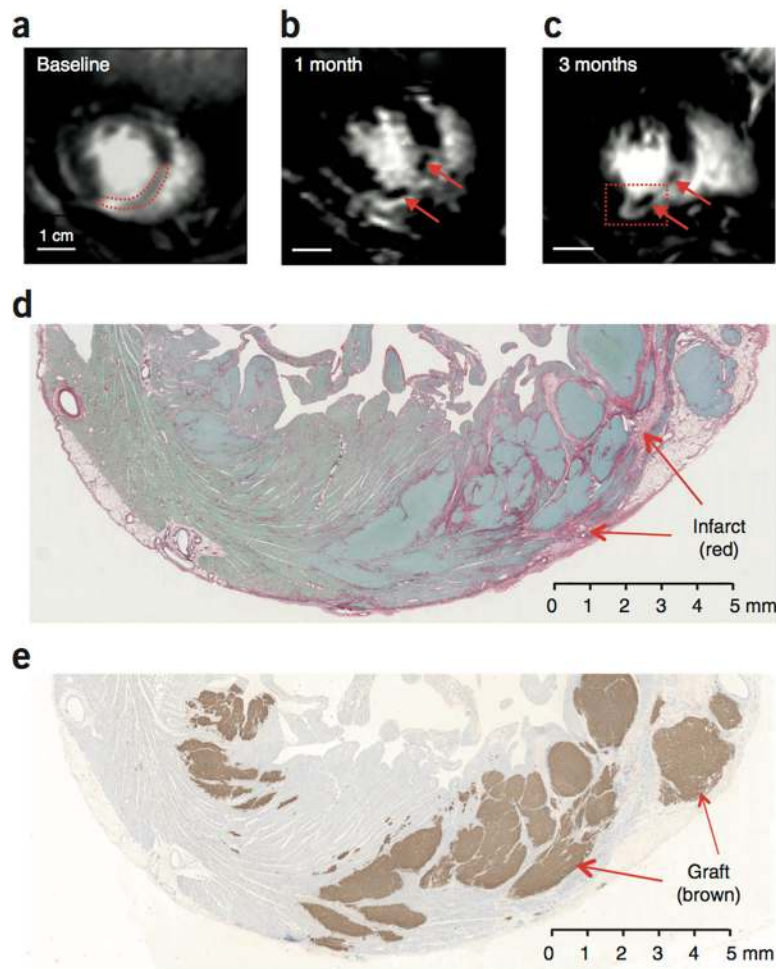 a
Baseline
1 cm
b
1 month
c
3 months
d
Infarct
(red)
0 1 2 3 4 5 mm
e
Graft
(brown)
0 1 2 3 4 5 mm